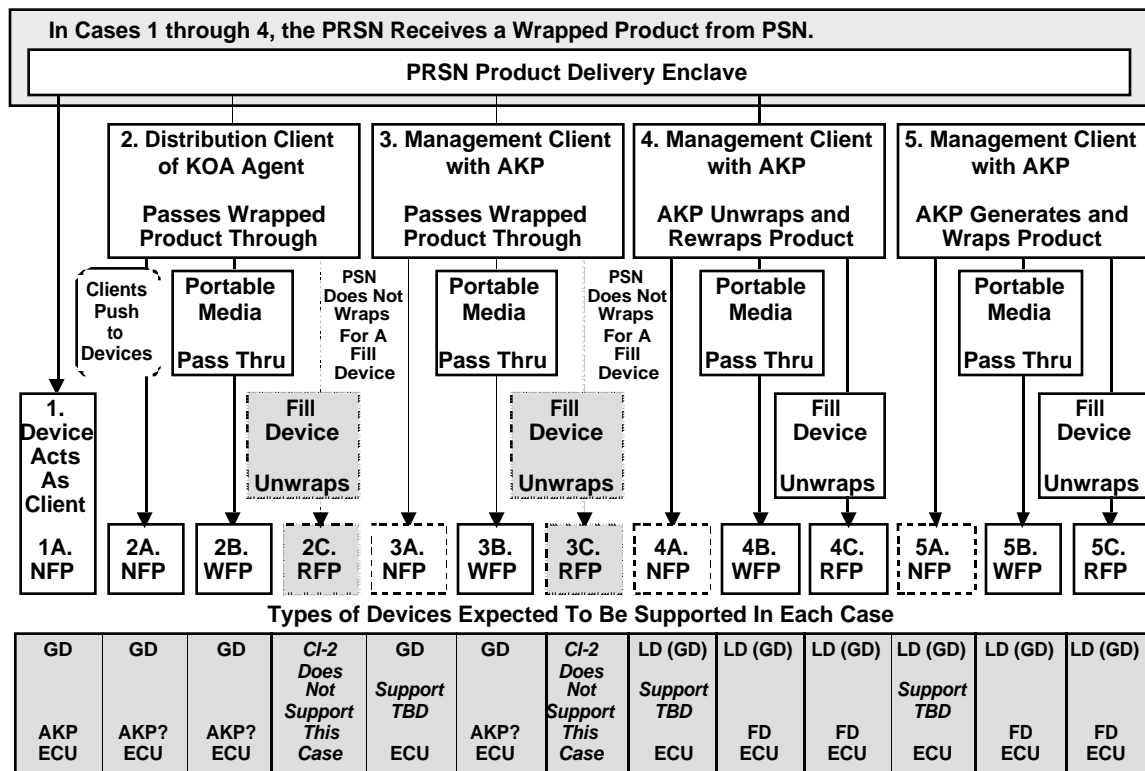 In Cases 1 through 4, the PRSN Receives a Wrapped Product from PSN.
PRSN Product Delivery Enclave
2. Distribution Client
of KOA Agent
Passes Wrapped
Product Through
3. Management Client
with AKP
Passes Wrapped
Product Through
4. Management Client
with AKP
AKP Unwraps and
Rewraps Product
5. Management Client
with AKP
AKP Generates and
Wraps Product
Clients
Push
to
Devices
Portable
Media
Pass Thru
PSN
Does Not
Wraps
For A
Fill
Device
Portable
Media
Pass Thru
PSN
Does Not
Wraps
For A
Fill
Device
Portable
Media
Pass Thru
Portable
Media
Pass Thru
1.
Device
Acts
As
Client
Fill
Device
Unwraps
Fill
Device
Unwraps
Fill
Device
Unwraps
Fill
Device
Unwraps
1A.
NFP
2A.
NFP
2B.
WFP
2C.
RFP
3A.
NFP
3B.
WFP
3C.
RFP
4A.
NFP
4B.
WFP
4C.
RFP
5A.
NFP
5B.
WFP
5C.
RFP
Types of Devices Expected To Be Supported In Each Case
GD
AKP
ECU
GD
AKP?
ECU
GD
AKP?
ECU
CI-2
Does
Not
Support
This
Case
GD
Support
TBD
ECU
GD
AKP?
ECU
CI-2
Does
Not
Support
This
Case
LD (GD)
Support
TBD
ECU
LD (GD)
FD
ECU
LD (GD)
FD
ECU
LD (GD)
Support
TBD
ECU
LD (GD)
FD
ECU
LD (GD)
FD
ECU